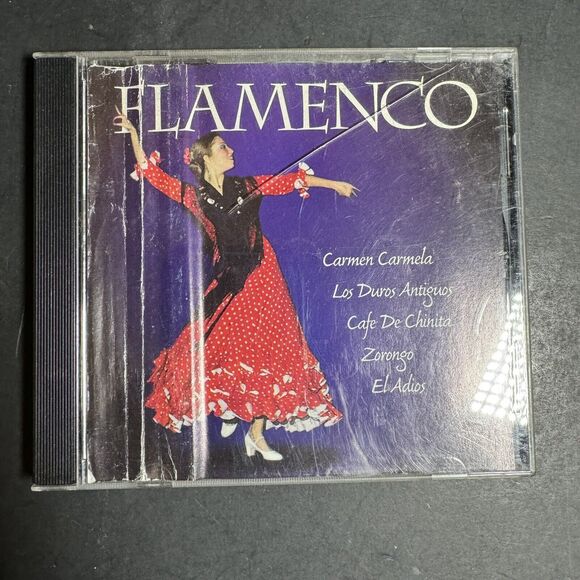 FLAMENCO
Carmen Carmela
Los Duros Antiguos
Cafe De Chinita
Zorongo
El Adios